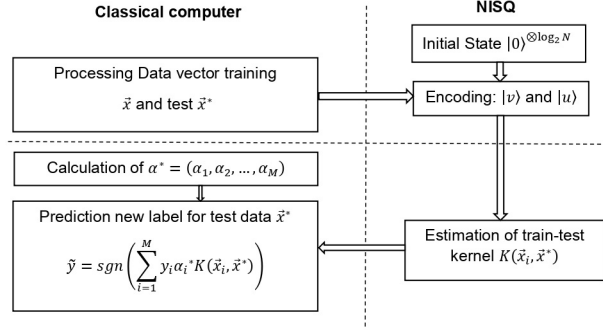 Classical computer
NISQ
Initial State |0⟩^{⊗log₂ N}
Processing Data vector training
x⃗ and test x⃗*
Encoding: |v⟩ and |u⟩
Calculation of α* = (α₁, α₂, …, α_M)
Prediction new label for test data x⃗*
ỹ = sgn(∑_{i=1}^{M} y_i α_i* K(x⃗_i, x⃗*))
Estimation of train-test
kernel K(x⃗_i, x⃗*)